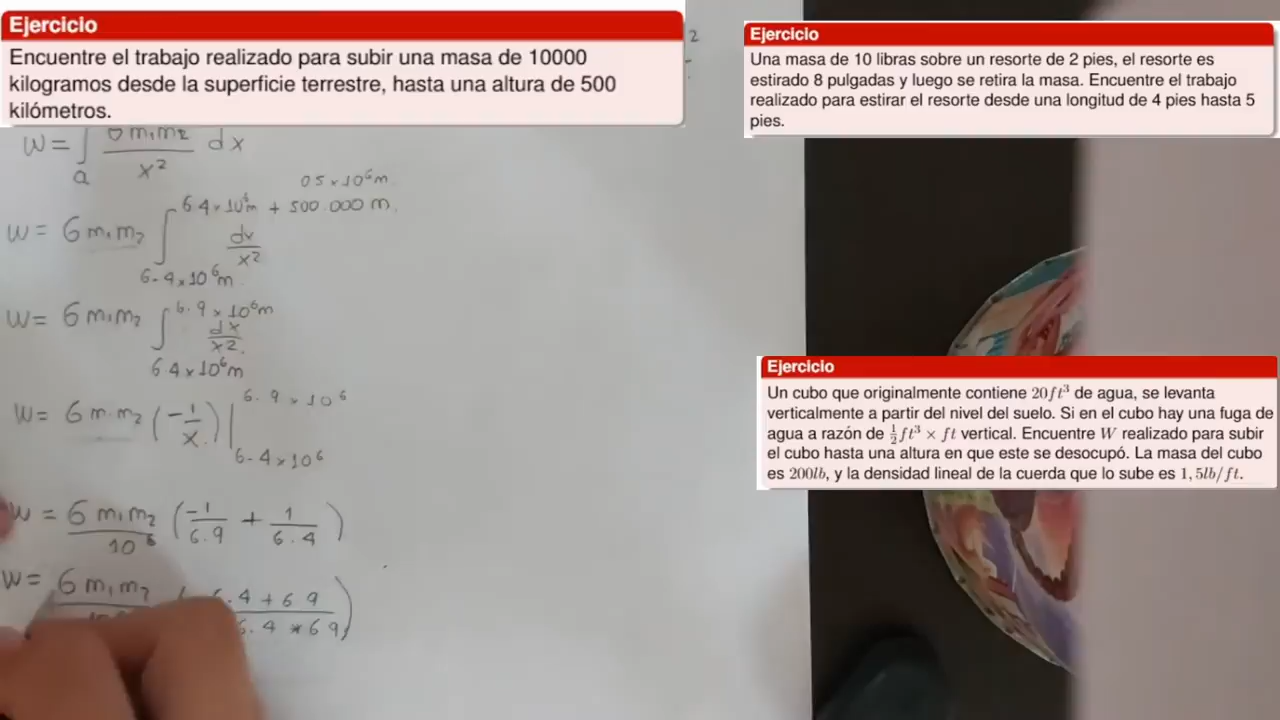 Ejercicio
Encuentre el trabajo realizado para subir una masa de 10000
kilogramos desde la superficie terrestre, hasta una altura de 500
kilómetros.
2
W = ∫ G m₁m₂ / x² dx
a
05 x 10⁶ m.
6.4 x 10⁶m + 500.000 m.
W = G m₁m₂ ∫ dx / x²
6.4 x 10⁶ m
W = G m₁m₂ ∫ dx / x²
6.9 x 10⁶m
6.4 x 10⁶m
W = G m₁m₂ (-1/x) |
6.9 x 10⁶
6.4 x 10⁶
W = G m₁m₂ / 10⁶ (-1/6.9 + 1/6.4)
W = G m₁m₂
6.4 + 6 9
6.4 * 6 9
Ejercicio
Una masa de 10 libras sobre un resorte de 2 pies, el resorte es
estirado 8 pulgadas y luego se retira la masa. Encuentre el trabajo
realizado para estirar el resorte desde una longitud de 4 pies hasta 5
pies.
Ejercicio
Un cubo que originalmente contiene 20ft³ de agua, se levanta
verticalmente a partir del nivel del suelo. Si en el cubo hay una fuga de
agua a razón de ½ft³ × ft vertical. Encuentre W realizado para subir
el cubo hasta una altura en que este se desocupó. La masa del cubo
es 200lb, y la densidad lineal de la cuerda que lo sube es 1,5lb/ft.